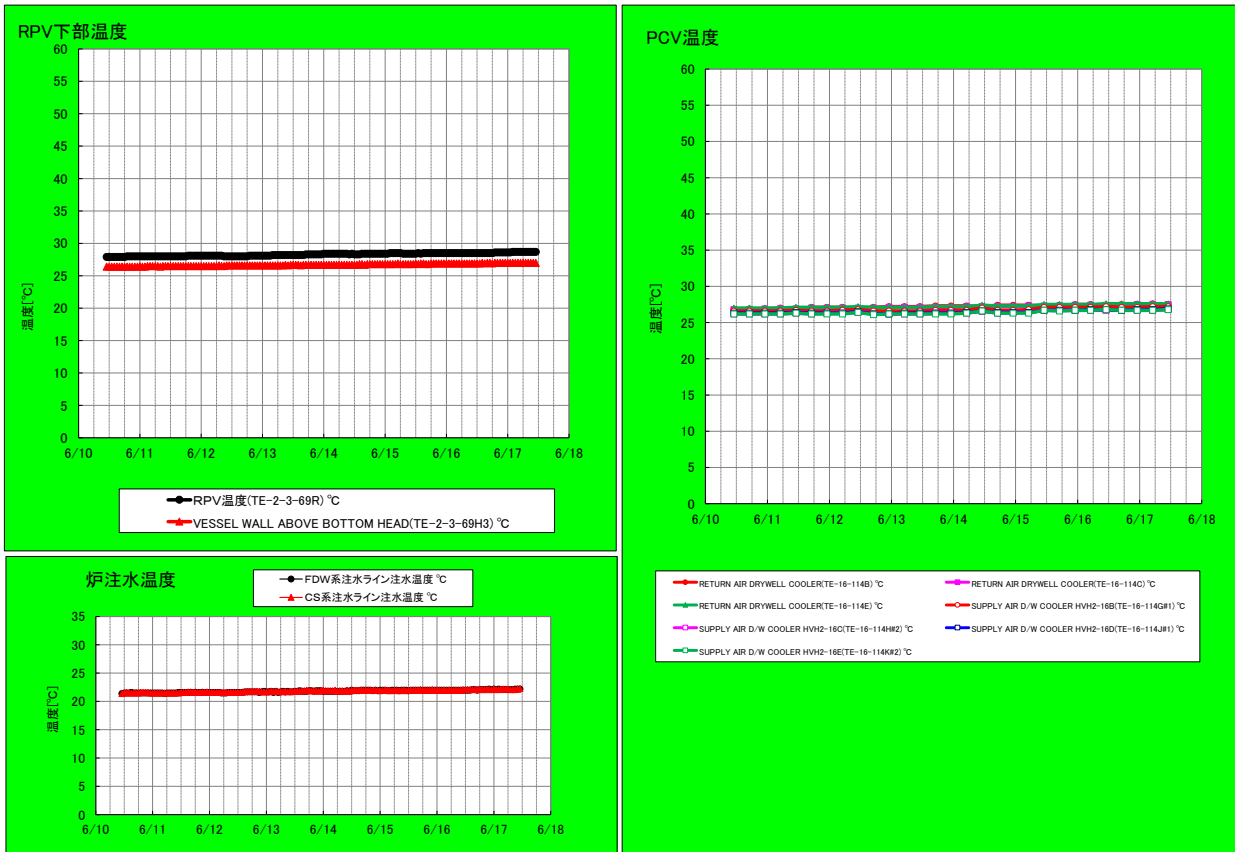 RPV下部温度
60
55
50
45
40
35
30
25
20
15
10
5
0
温度[℃]
6/10 6/11 6/12 6/13 6/14 6/15 6/16 6/17 6/18
RPV温度(TE-2-3-69R) ℃
VESSEL WALL ABOVE BOTTOM HEAD(TE-2-3-69H3) ℃
炉注水温度
FDW系注水ライン注水温度 ℃
CS系注水ライン注水温度 ℃
35
30
25
20
15
10
5
0
温度[℃]
6/10 6/11 6/12 6/13 6/14 6/15 6/16 6/17 6/18
PCV温度
60
55
50
45
40
35
30
25
20
15
10
5
0
温度[℃]
6/10 6/11 6/12 6/13 6/14 6/15 6/16 6/17 6/18
RETURN AIR DRYWELL COOLER(TE-16-114B) ℃
RETURN AIR DRYWELL COOLER(TE-16-114C) ℃
RETURN AIR DRYWELL COOLER(TE-16-114E) ℃
SUPPLY AIR D/W COOLER HVH2-16B(TE-16-114G#1) ℃
SUPPLY AIR D/W COOLER HVH2-16C(TE-16-114H#2) ℃
SUPPLY AIR D/W COOLER HVH2-16D(TE-16-114J#1) ℃
SUPPLY AIR D/W COOLER HVH2-16E(TE-16-114K#2) ℃